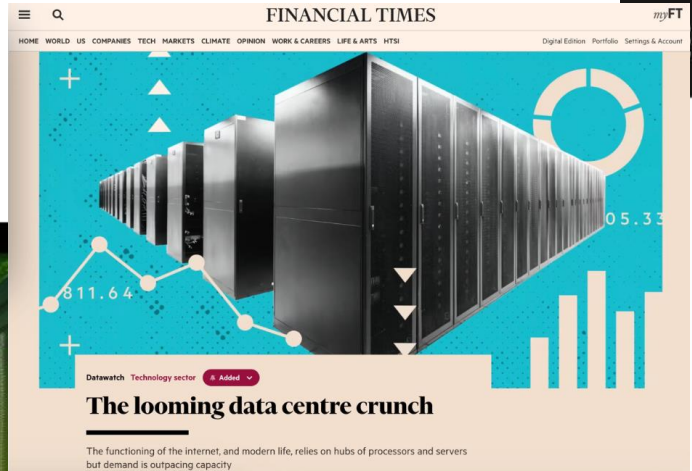 FINANCIAL TIMES
myFT
HOME WORLD US COMPANIES TECH MARKETS CLIMATE OPINION WORK & CAREERS LIFE & ARTS HTSI
Digital Edition Portfolio Settings & Account
05.33
811.64
Datawatch Technology sector Added
The looming data centre crunch
The functioning of the internet, and modern life, relies on hubs of processors and servers
but demand is outpacing capacity